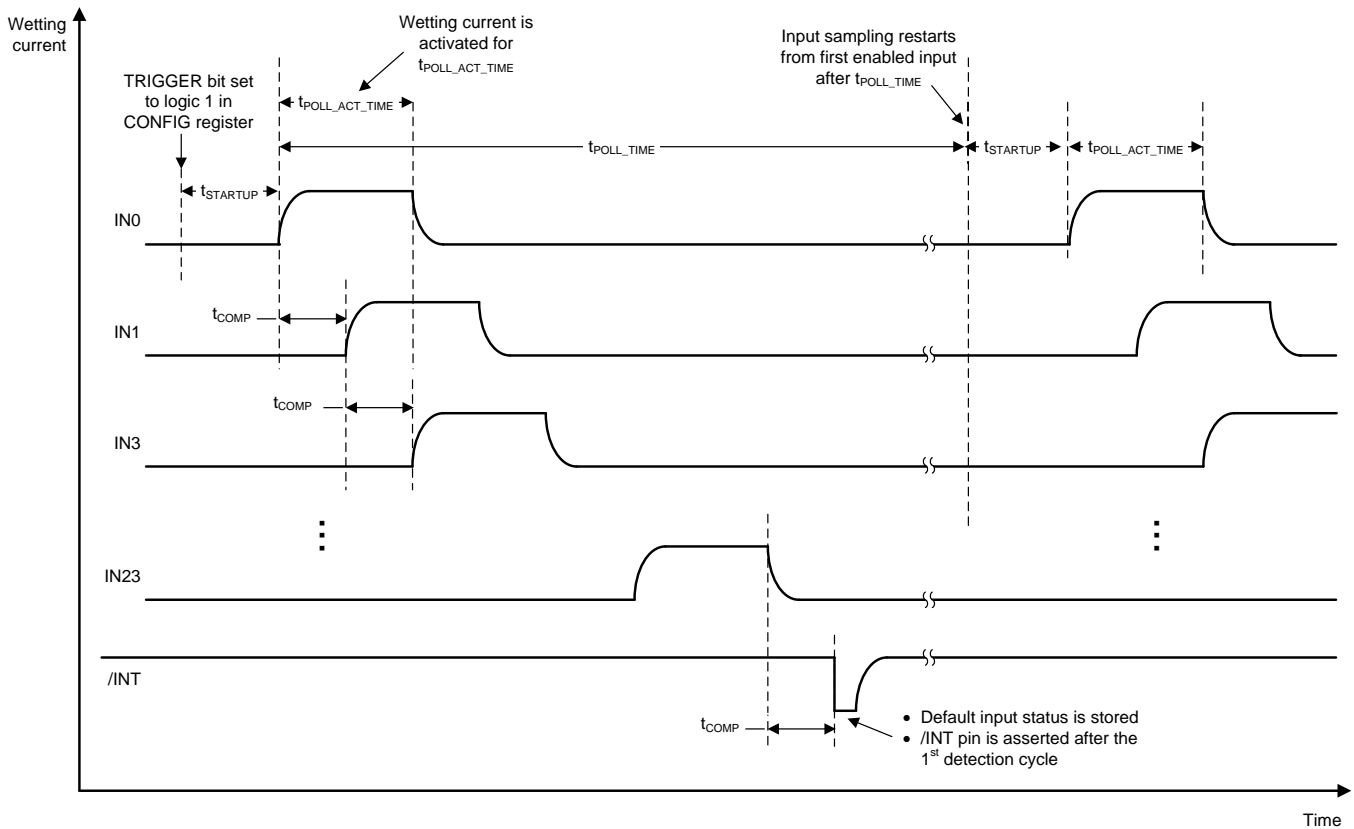 Wetting
current
Wetting current is
activated for
tPOLL_ACT_TIME
Input sampling restarts
from first enabled input
after tPOLL_TIME
TRIGGER bit set
to logic 1 in
CONFIG register
tPOLL_ACT_TIME
tPOLL_TIME
tSTARTUP
tPOLL_ACT_TIME
tSTARTUP
IN0
tCOMP
IN1
tCOMP
IN3
IN23
/INT
tCOMP
• Default input status is stored
• /INT pin is asserted after the
1st detection cycle
Time